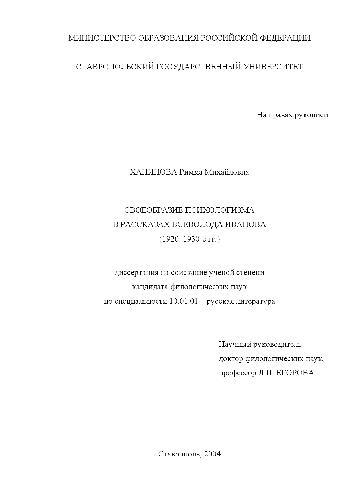 МИНИСТЕРСТВО ОБРАЗОВАНИЯ РОССИЙСКОЙ ФЕДЕРАЦИИ
СТАВРОПОЛЬСКИЙ ГОСУДАРСТВЕННЫЙ УНИВЕРСИТЕТ
На правах рукописи
ХАНИНОВА Римма Михайловна
СВОЕОБРАЗИЕ ПСИХОЛОГИЗМА
В РАССКАЗАХ ВСЕВОЛОДА ИВАНОВА
(1920-1930-е гг.)
диссертация на соискание ученой степени
кандидата филологических наук
по специальности 10.01.01 – русская литература
Научный руководитель
доктор филологических наук,
профессор Л.П. ЕГОРОВА
Ставрополь, 2004